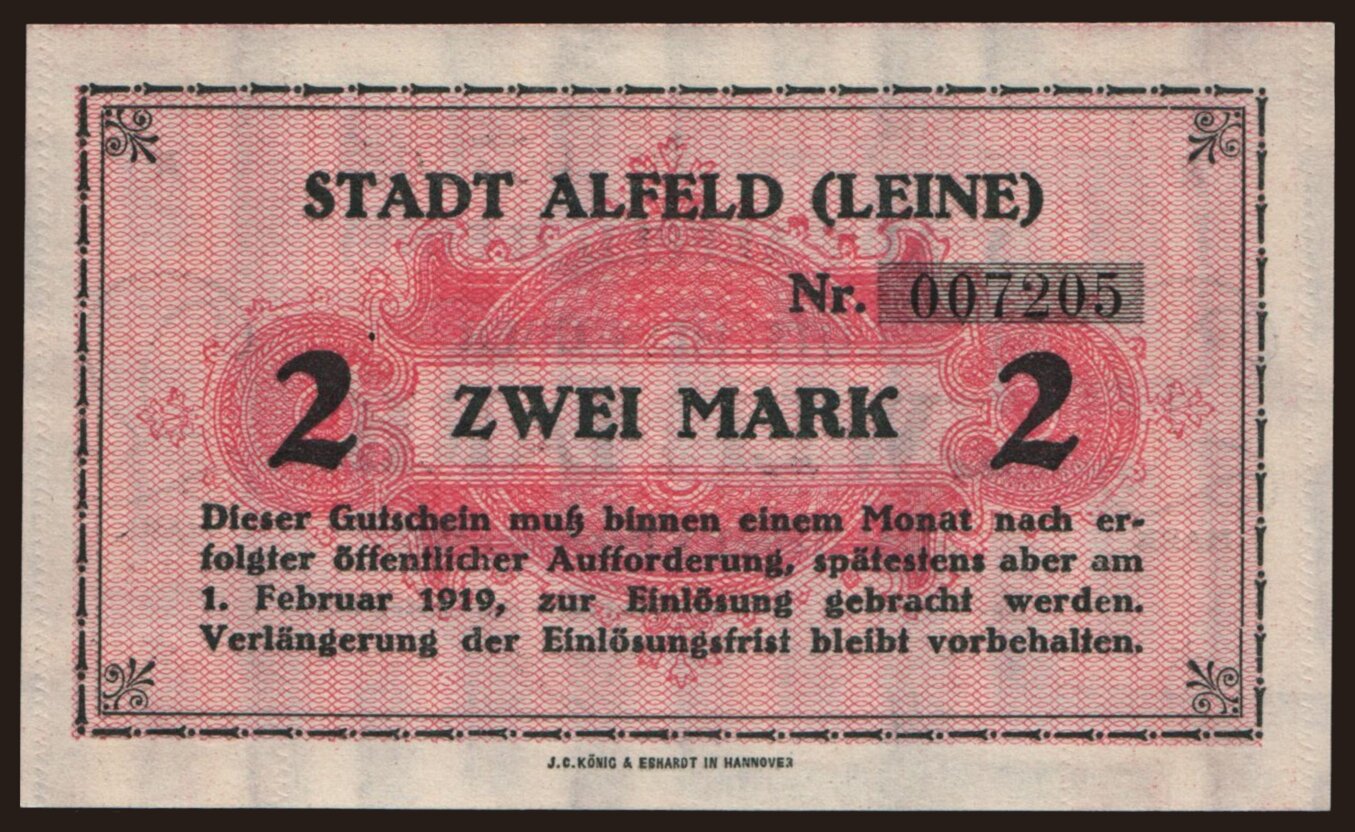 STADT ALFELD (LEINE)
Nr. 007205
2 ZWEI MARK 2
Dieser Gutschein muß binnen einem Monat nach er-
folgter öffentlicher Aufforderung, spätestens aber am
1. Februar 1919, zur Einlösung gebracht werden.
Verlängerung der Einlösungsfrist bleibt vorbehalten.
J.C.KÖNIG & EBHARDT IN HANNOVER